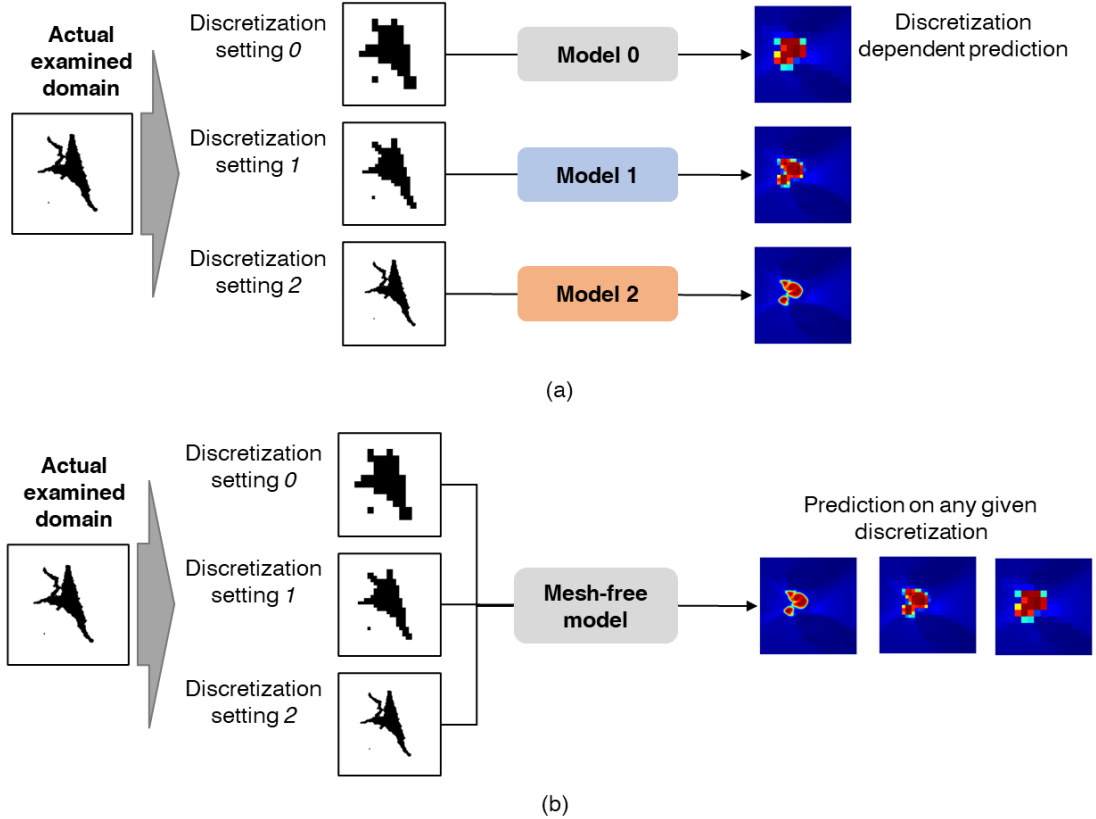 Actual
examined
domain
Discretization
setting 0
Model 0
Discretization
dependent prediction
Discretization
setting 1
Model 1
Discretization
setting 2
Model 2
(a)
Actual
examined
domain
Discretization
setting 0
Discretization
setting 1
Discretization
setting 2
Mesh-free
model
Prediction on any given
discretization
(b)